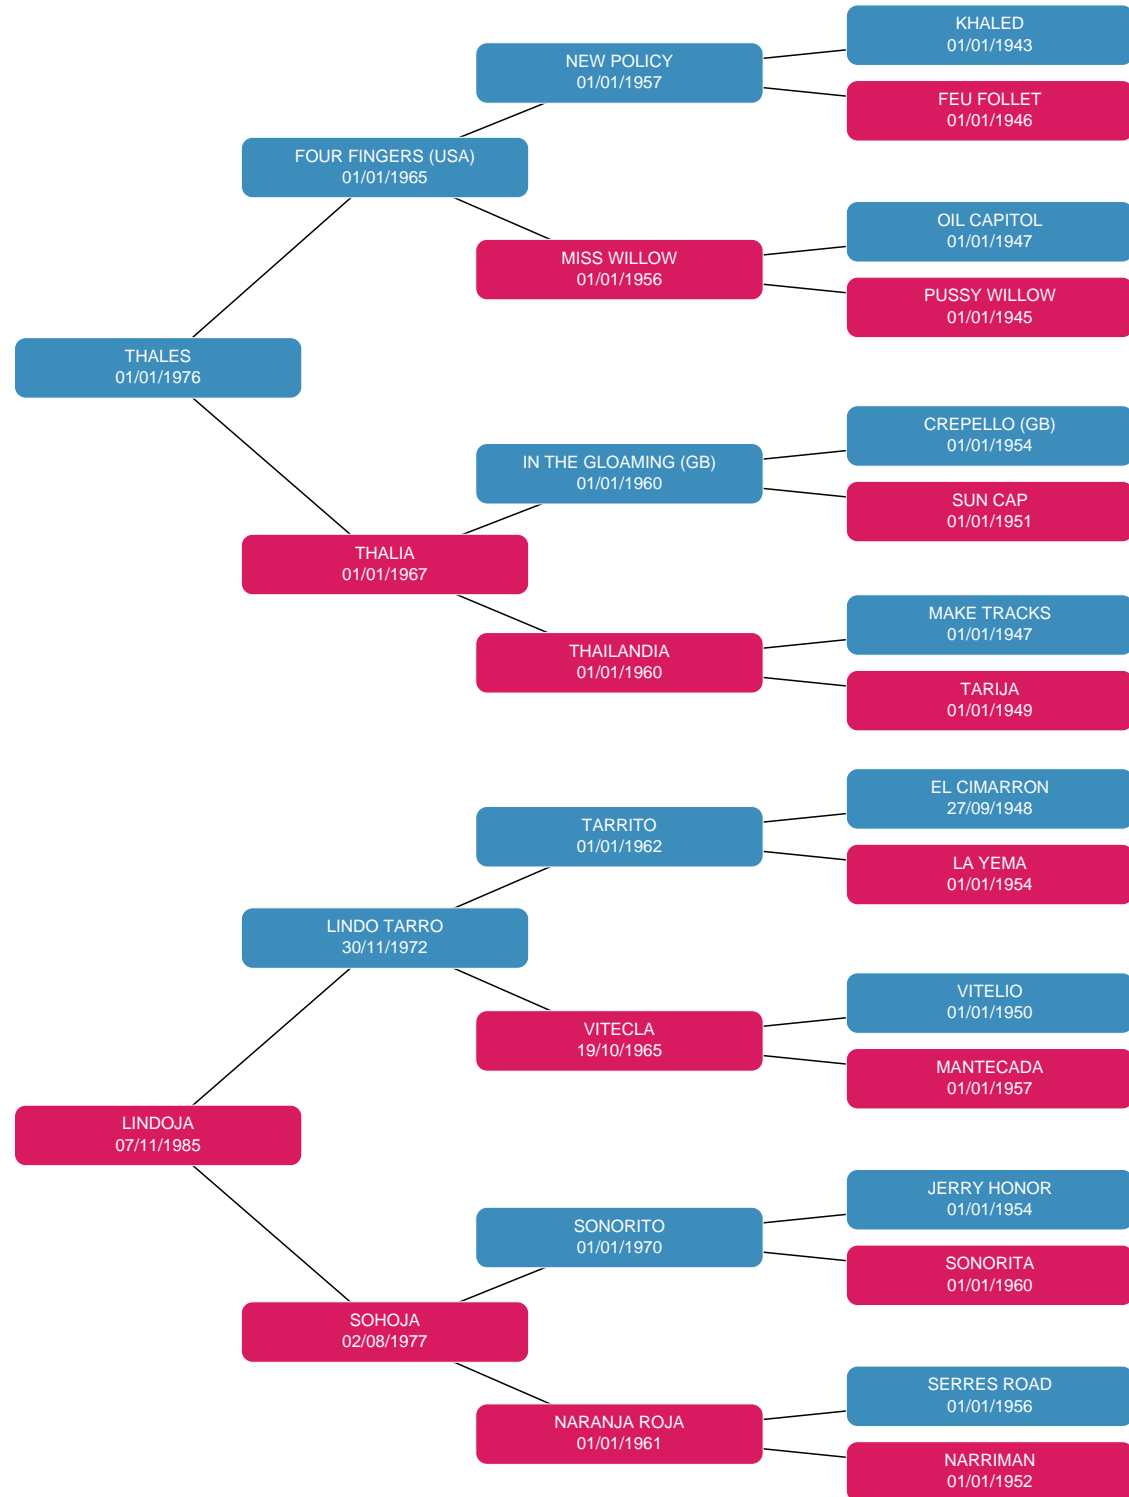 KHALED
01/01/1943
NEW POLICY
01/01/1957
FEU FOLLET
01/01/1946
FOUR FINGERS (USA)
01/01/1965
OIL CAPITOL
01/01/1947
MISS WILLOW
01/01/1956
PUSSY WILLOW
01/01/1945
THALES
01/01/1976
CREPELLO (GB)
01/01/1954
IN THE GLOAMING (GB)
01/01/1960
SUN CAP
01/01/1951
THALIA
01/01/1967
MAKE TRACKS
01/01/1947
THAILANDIA
01/01/1960
TARIJA
01/01/1949
EL CIMARRON
27/09/1948
TARRITO
01/01/1962
LA YEMA
01/01/1954
LINDO TARRO
30/11/1972
VITELIO
01/01/1950
VITECLA
19/10/1965
MANTECADA
01/01/1957
LINDOJA
07/11/1985
JERRY HONOR
01/01/1954
SONORITO
01/01/1970
SONORITA
01/01/1960
SOHOJA
02/08/1977
SERRES ROAD
01/01/1956
NARANJA ROJA
01/01/1961
NARRIMAN
01/01/1952